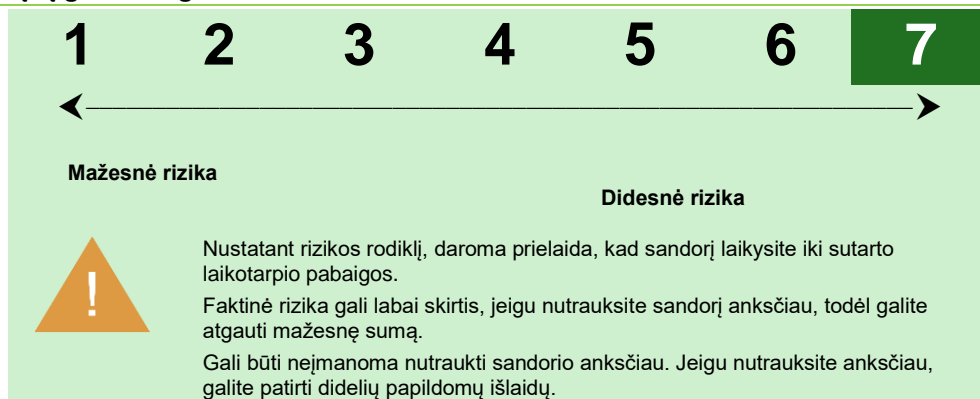 1 2 3 4 5 6 7
Mažesnė rizika
Didesnė rizika
!
Nustatant rizikos rodiklį, daroma prielaida, kad sandorį laikysite iki sutarto
laikotarpio pabaigos.
Faktinė rizika gali labai skirtis, jeigu nutrauksite sandorį anksčiau, todėl galite
atgauti mažesnę sumą.
Gali būti neįmanoma nutraukti sandorio anksčiau. Jeigu nutrauksite anksčiau,
galite patirti didelių papildomų išlaidų.